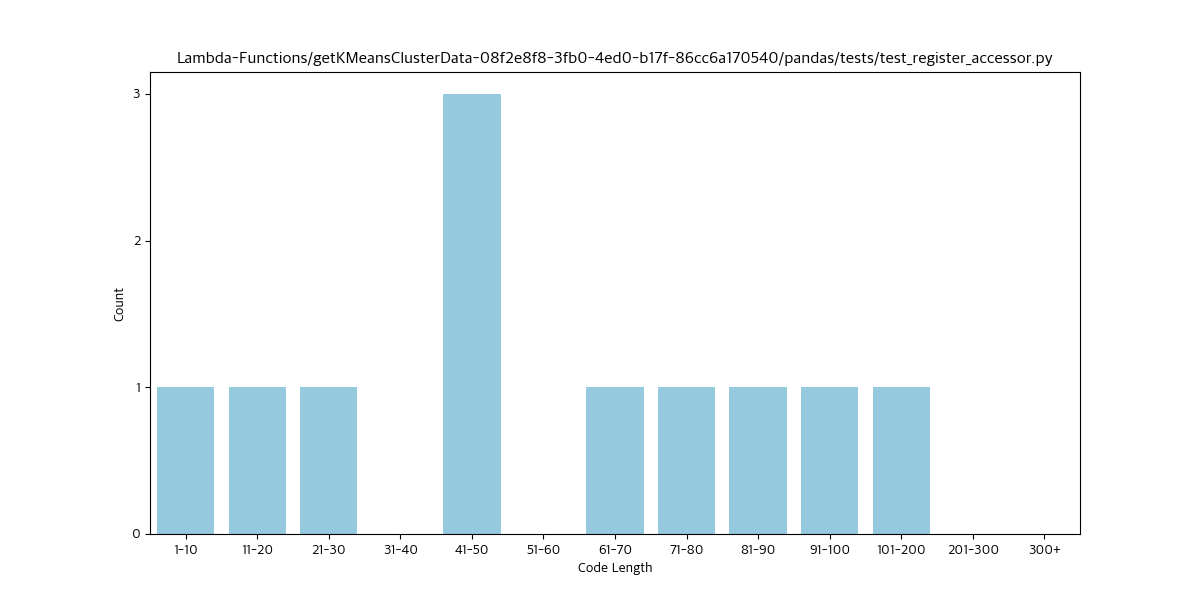 Lambda-Functions/getKMeansClusterData-08f2e8f8-3fb0-4ed0-b17f-86cc6a170540/pandas/tests/test_register_accessor.py
3
2
1
0
Count
1-10 11-20 21-30 31-40 41-50 51-60 61-70 71-80 81-90 91-100 101-200 201-300 300+
Code Length